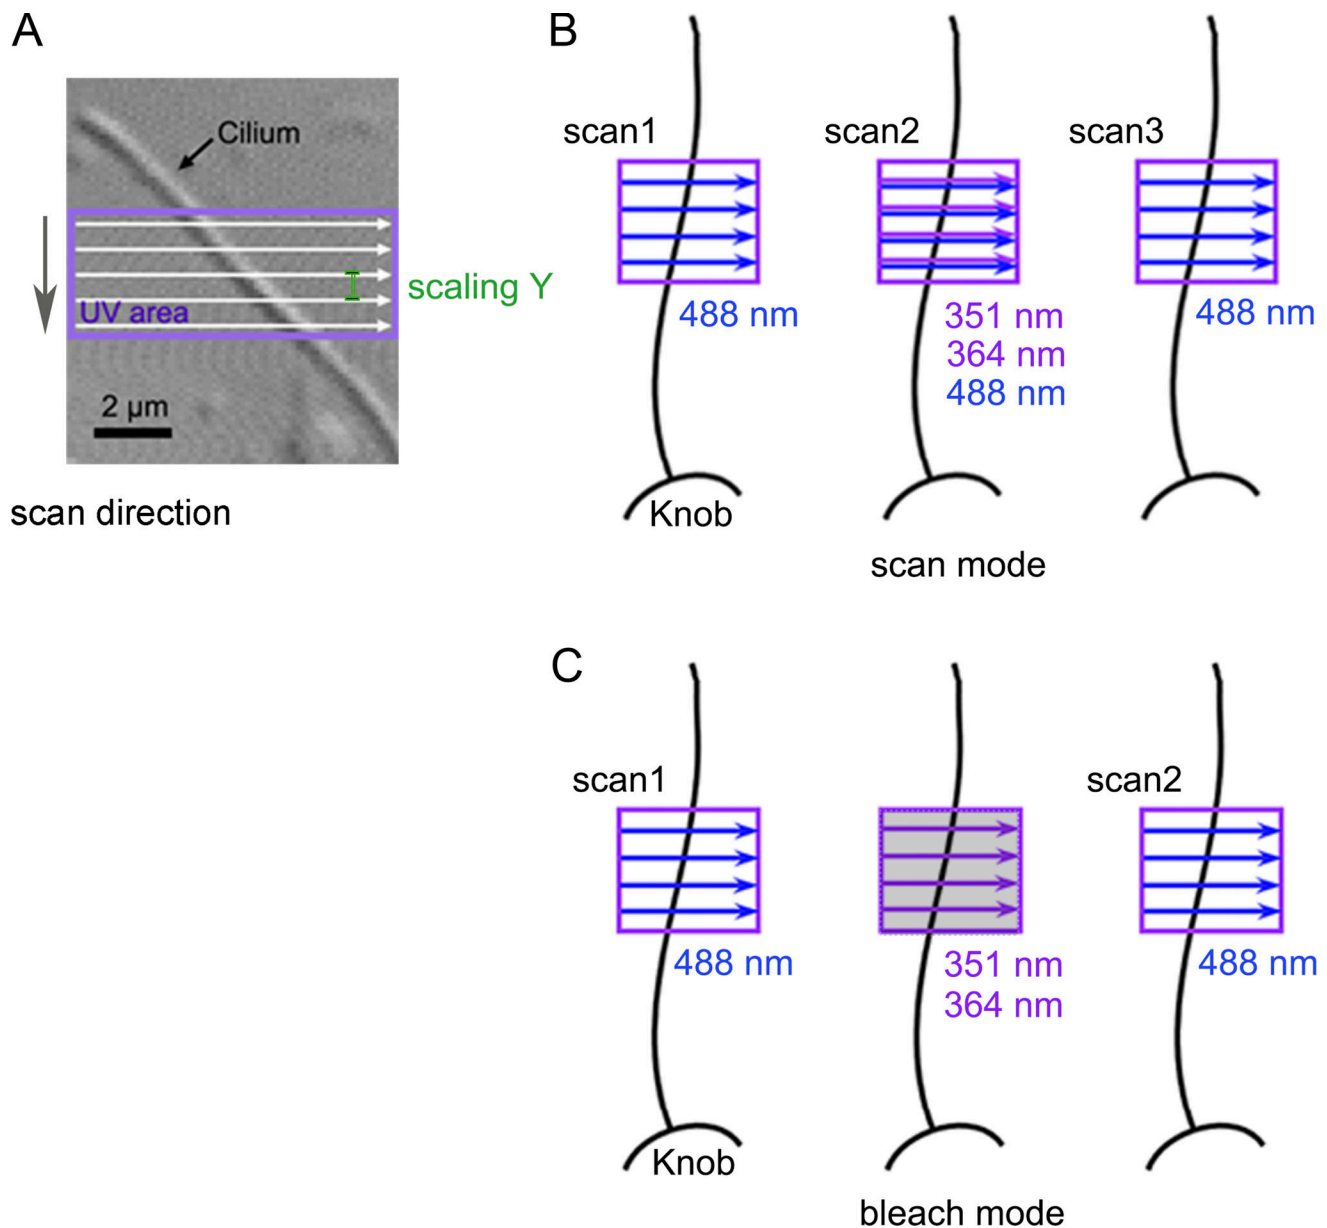 A
Cilium
scaling Y
UV area
2 µm
scan direction
B
scan1
scan2
scan3
488 nm
351 nm
364 nm
488 nm
488 nm
Knob
scan mode
C
scan1
scan2
488 nm
351 nm
364 nm
488 nm
Knob
bleach mode